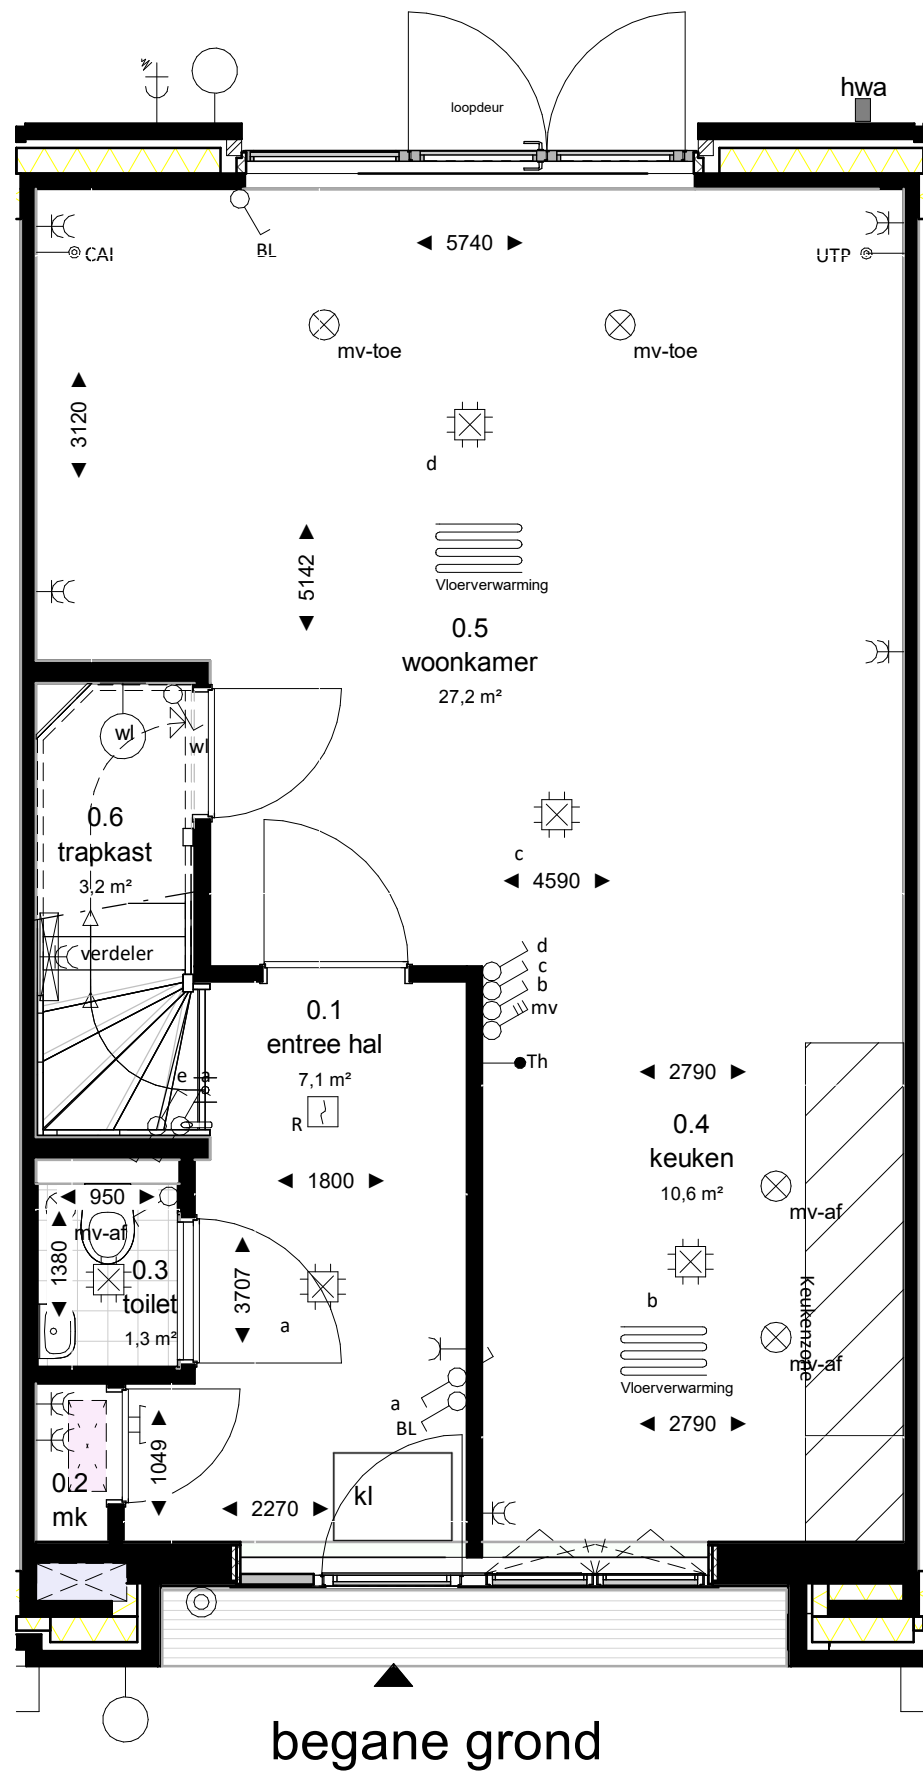 loopdeur
hwa
BL
CAI
5740
UTP
mv-toe
mv-toe
3120
d
5142
Vloerverwarming
0.5
woonkamer
27,2 m²
wl
wl
0.6
trapkast
3,2 m²
c
4590
verdeler
d
c
b
mv
0.1
entree hal
7,1 m²
Th
e a
R
2790
0.4
keuken
10,6 m²
1800
950
mv-af
mv-af
1380
0.3
toilet
1,3 m²
3707
a
b
Keukenzone
mv-af
Vloerverwarming
a
BL
2790
1049
0.2
mk
2270
kl
begane grond